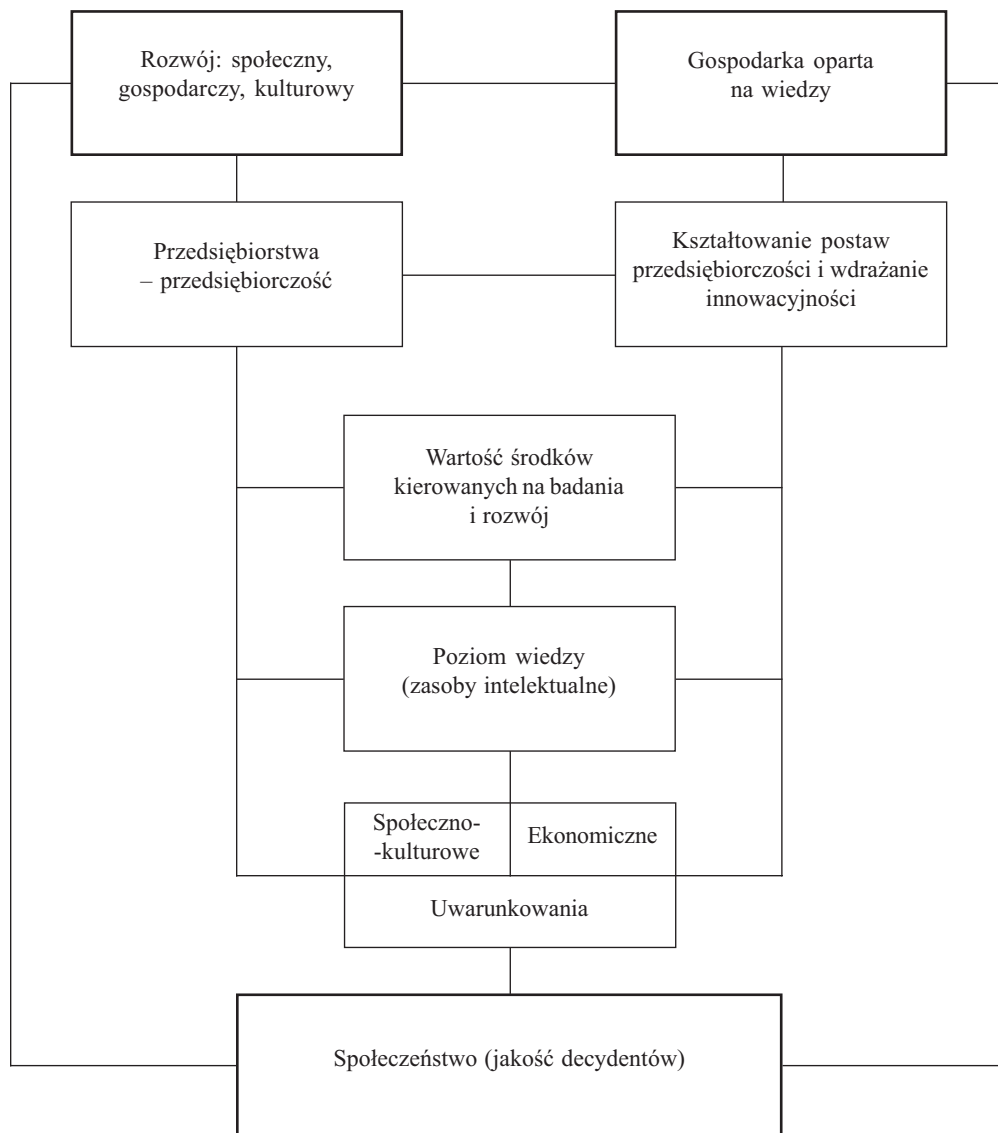 Rozwój: społeczny,
gospodarczy, kulturowy
Gospodarka oparta
na wiedzy
Przedsiębiorstwa
– przedsiębiorczość
Kształtowanie postaw
przedsiębiorczości i wdrażanie
innowacyjności
Wartość środków
kierowanych na badania
i rozwój
Poziom wiedzy
(zasoby intelektualne)
Społeczno-
-kulturowe
Ekonomiczne
Uwarunkowania
Społeczeństwo (jakość decydentów)